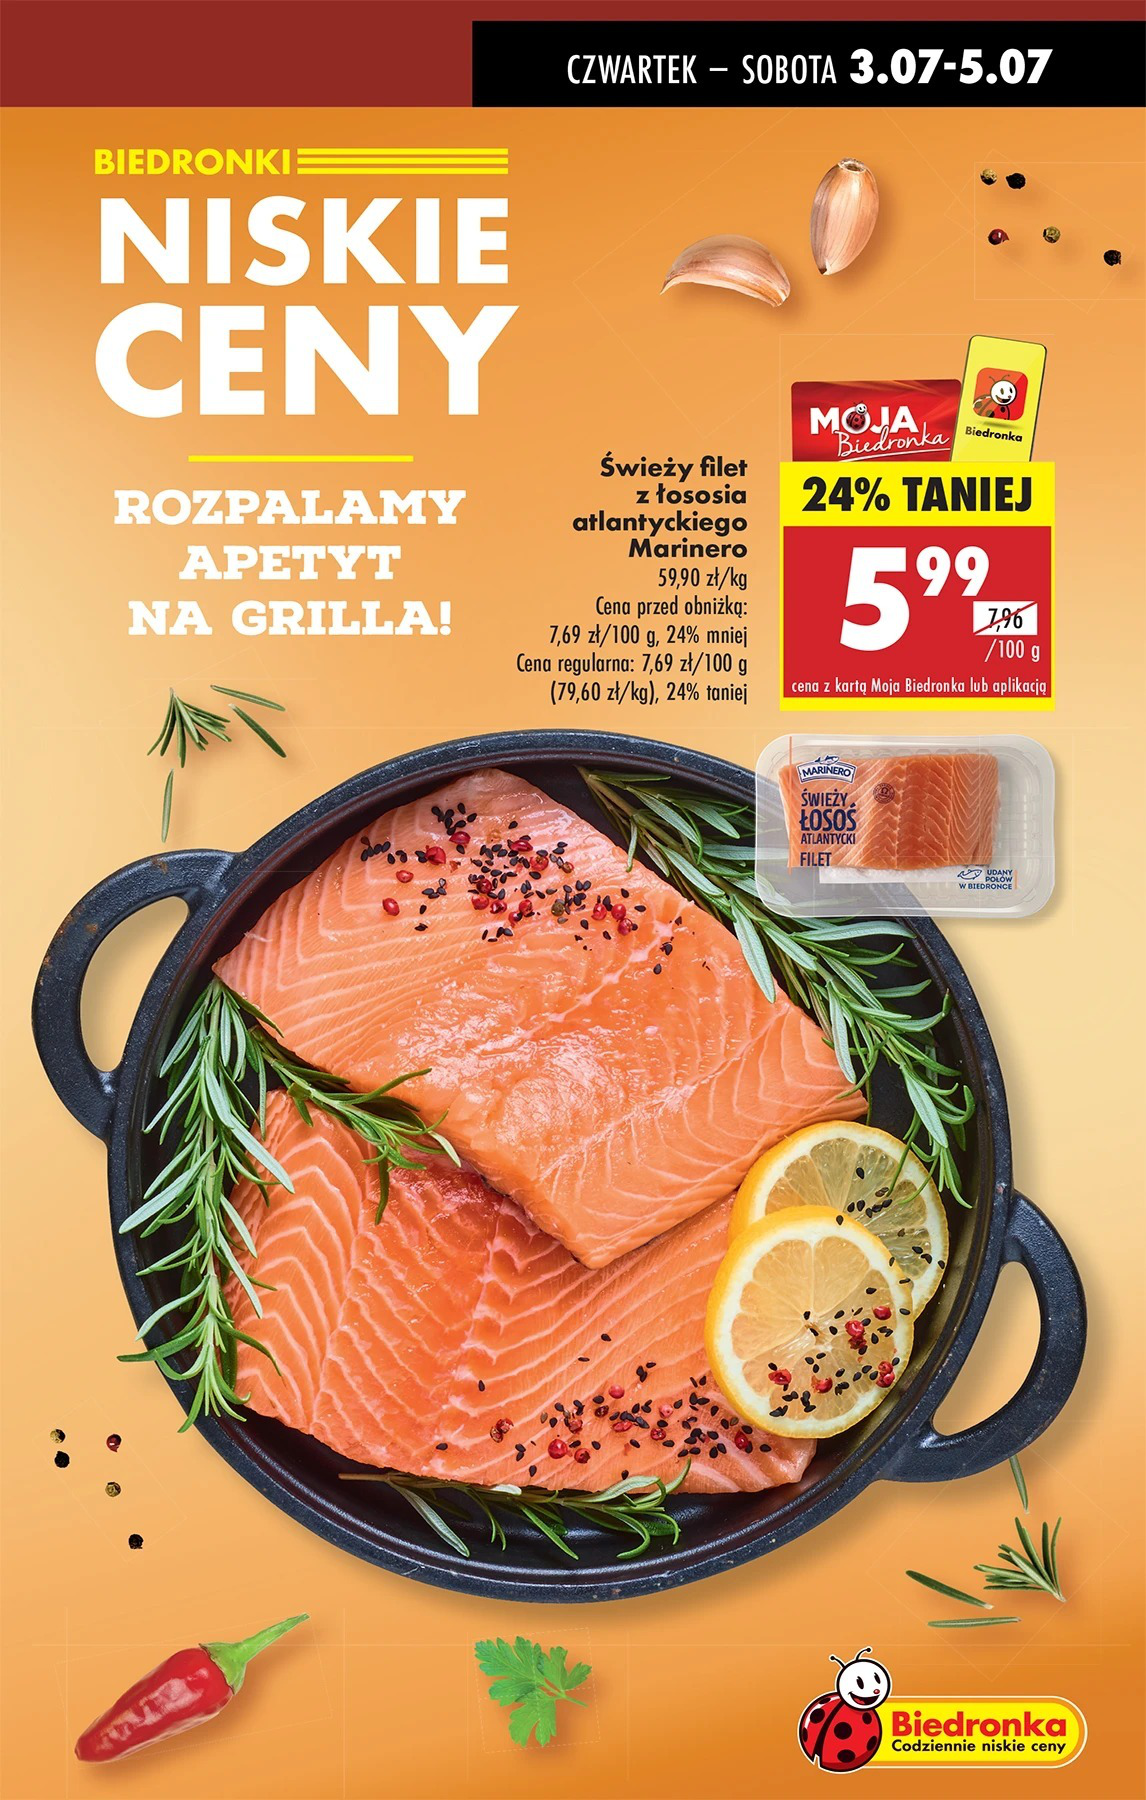 CZWARTEK – SOBOTA 3.07-5.07
BIEDRONKI
NISKIE
CENY
ROZPALAMY
APETYT
NA GRILLA!
MOJA
Biedronka
Biedronka
Świeży filet
z łososia
atlantyckiego
Marinero
59,90 zł/kg
Cena przed obniżką:
7,69 zł/100 g, 24% mniej
Cena regularna: 7,69 zł/100 g
(79,60 zł/kg), 24% taniej
24% TANIEJ
5 99
7,96
/100 g
cena z kartą Moja Biedronka lub aplikacją
MARINERO
ŚWIEŻY
ŁOSOŚ
ATLANTYCKI
FILET
UDANY
POŁÓW
W BIEDRONCE
Biedronka
Codziennie niskie ceny